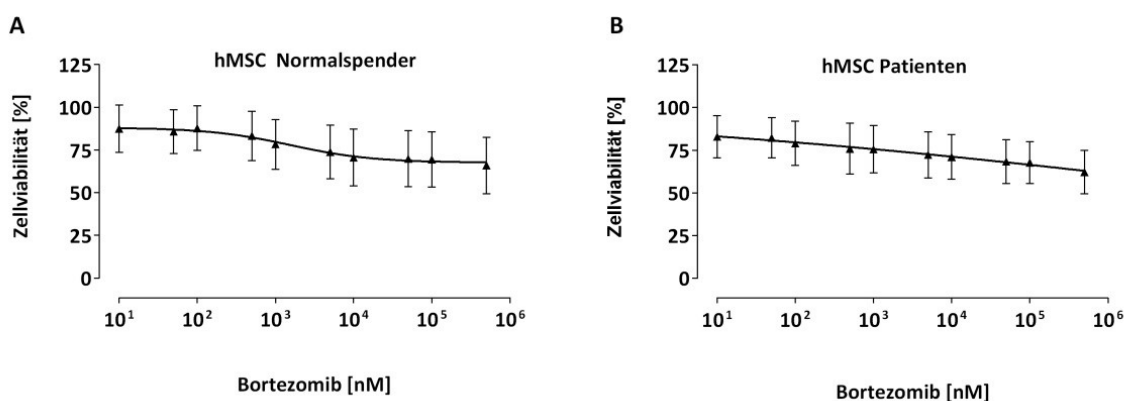 A
hMSC Normalspender
Zellviabilität [%]
125
100
75
50
25
0
10¹ 10² 10³ 10⁴ 10⁵ 10⁶
Bortezomib [nM]
B
hMSC Patienten
Zellviabilität [%]
125
100
75
50
25
0
10¹ 10² 10³ 10⁴ 10⁵ 10⁶
Bortezomib [nM]